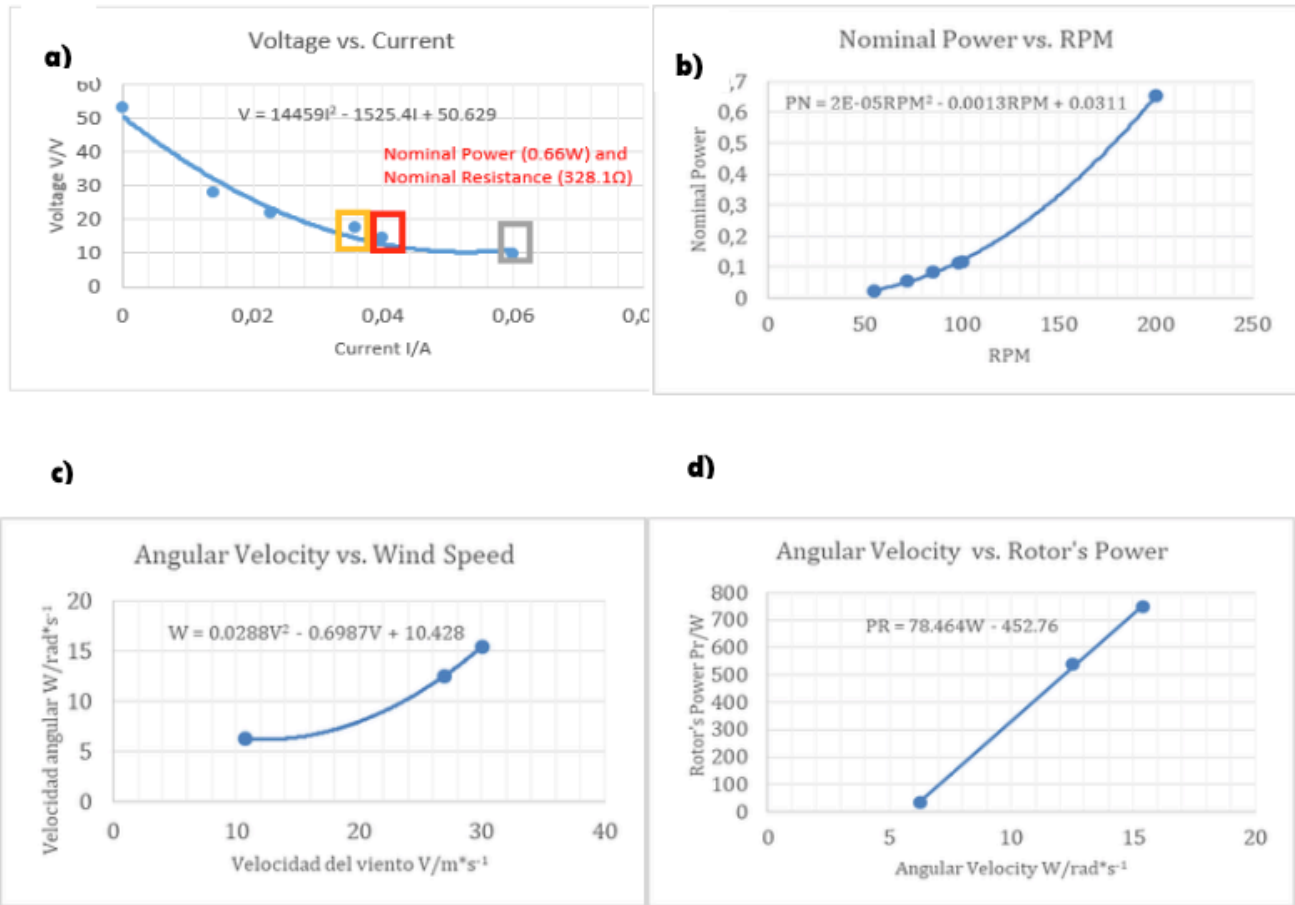 a)
Voltage vs. Current
60
50
40
30
20
10
0
Voltage V/V
V = 14459I² - 1525.4I + 50.629
Nominal Power (0.66W) and
Nominal Resistance (328.1Ω)
0
0,02
0,04
0,06
0,0
Current I/A
b)
Nominal Power vs. RPM
,7
0,6
0,5
0,4
0,3
0,2
0,1
0
Nominal Power
PN = 2E-05RPM² - 0.0013RPM + 0.0311
0
50
100
150
200
250
RPM
c)
Angular Velocity vs. Wind Speed
20
15
10
5
0
Velocidad angular W/rad*s⁻¹
W = 0.0288V² - 0.6987V + 10.428
0
10
20
30
40
Velocidad del viento V/m*s⁻¹
d)
Angular Velocity vs. Rotor's Power
800
700
600
500
400
300
200
100
0
Rotor's Power Pr/W
PR = 78.464W - 452.76
0
5
10
15
20
Angular Velocity W/rad*s⁻¹